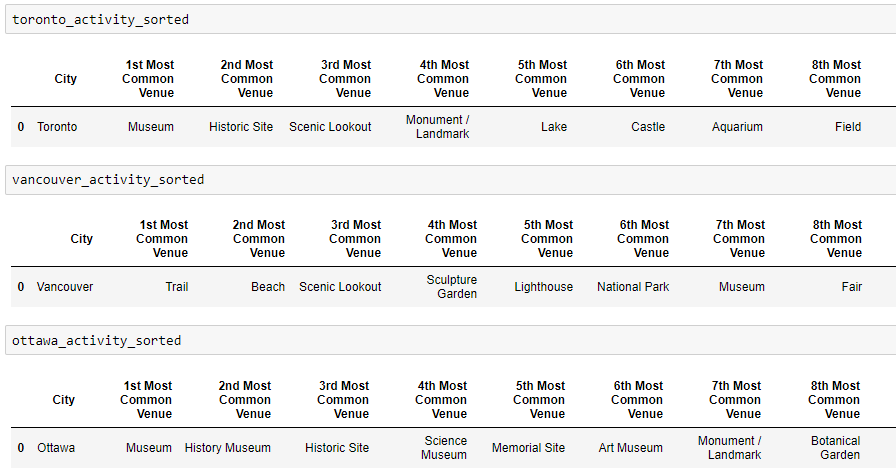 toronto_activity_sorted
City 1st Most Common Venue 2nd Most Common Venue 3rd Most Common Venue 4th Most Common Venue 5th Most Common Venue 6th Most Common Venue 7th Most Common Venue 8th Most Common Venue
0 Toronto Museum Historic Site Scenic Lookout Monument / Landmark Lake Castle Aquarium Field
vancouver_activity_sorted
City 1st Most Common Venue 2nd Most Common Venue 3rd Most Common Venue 4th Most Common Venue 5th Most Common Venue 6th Most Common Venue 7th Most Common Venue 8th Most Common Venue
0 Vancouver Trail Beach Scenic Lookout Sculpture Garden Lighthouse National Park Museum Fair
ottawa_activity_sorted
City 1st Most Common Venue 2nd Most Common Venue 3rd Most Common Venue 4th Most Common Venue 5th Most Common Venue 6th Most Common Venue 7th Most Common Venue 8th Most Common Venue
0 Ottawa Museum History Museum Historic Site Science Museum Memorial Site Art Museum Monument / Landmark Botanical Garden